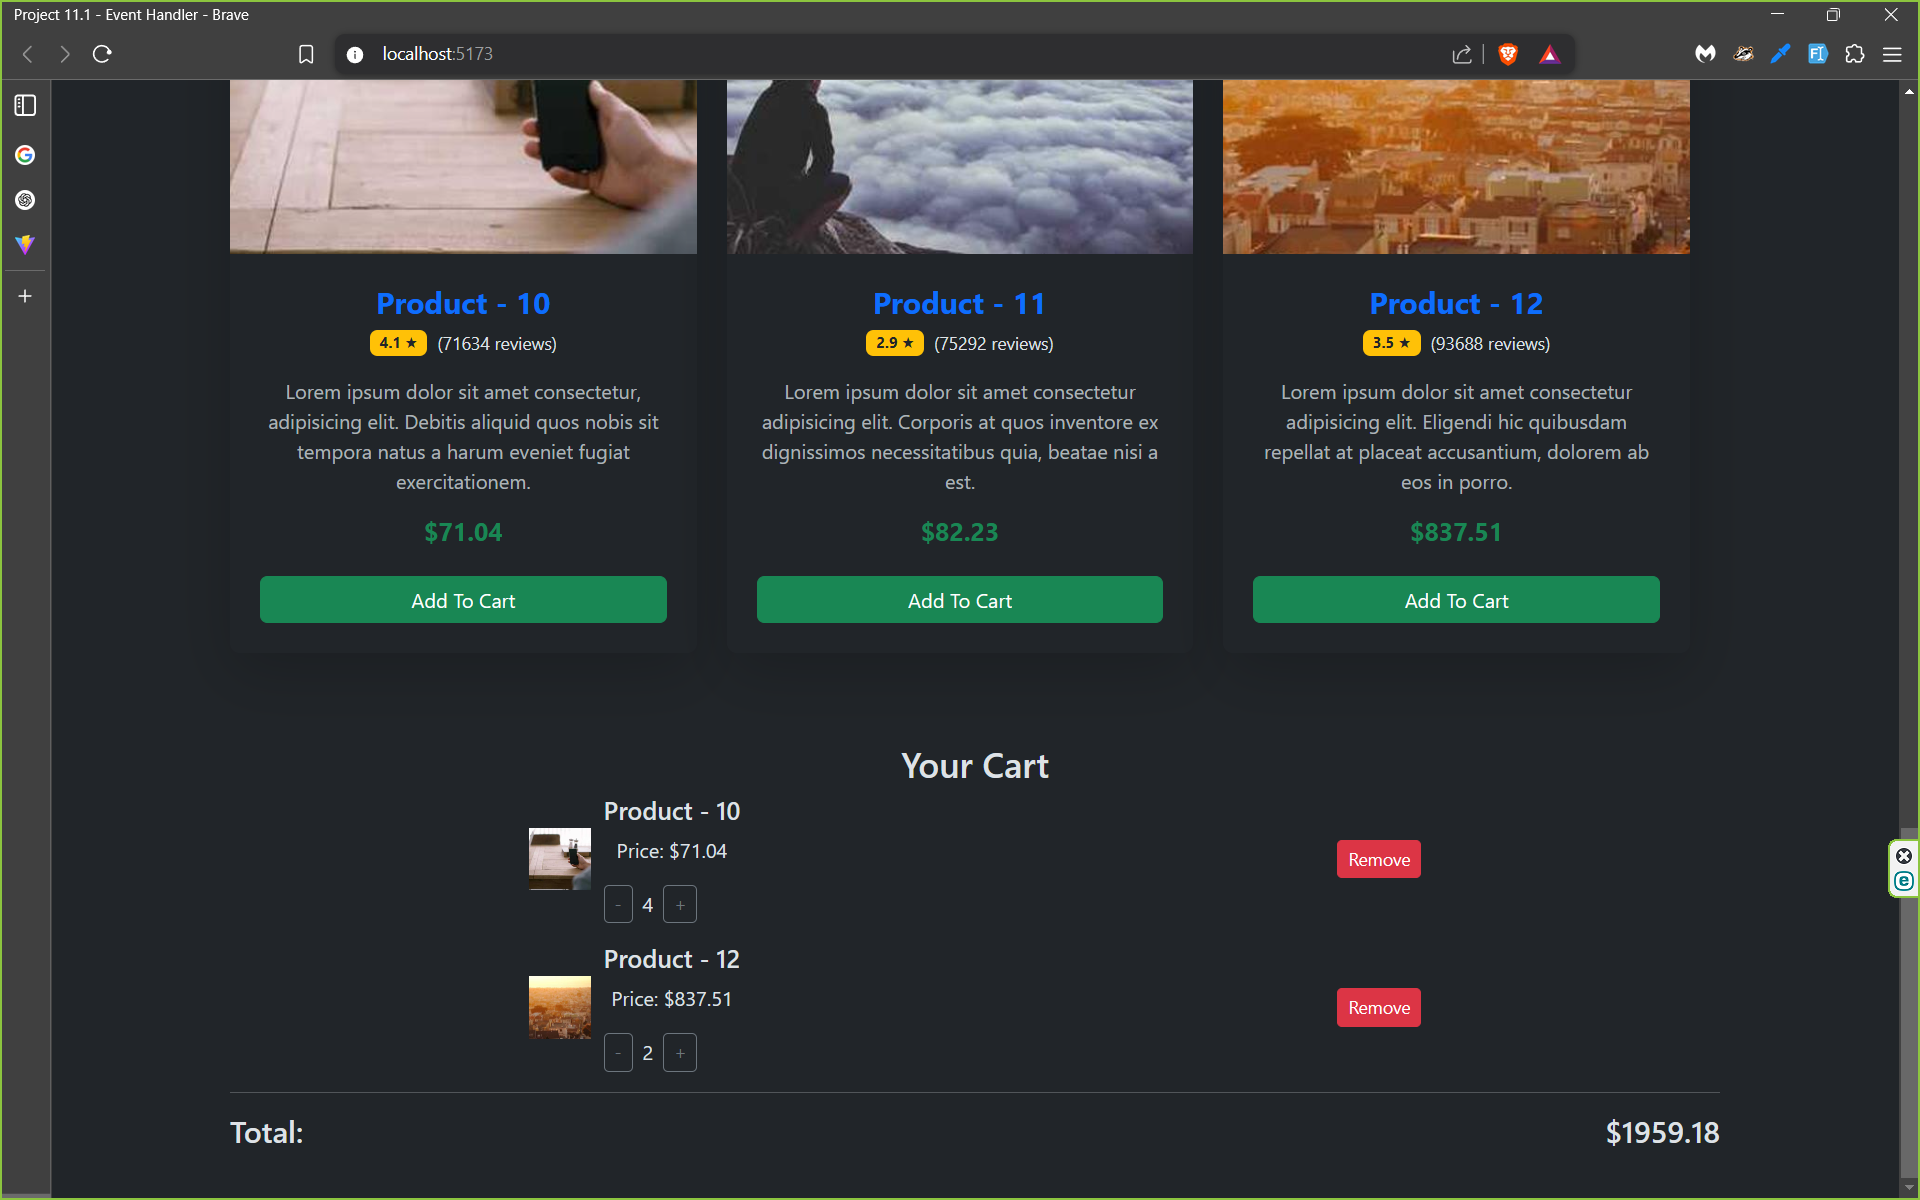 Project 11.1 - Event Handler - Brave
localhost:5173
Product - 10
4.1 ★ (71634 reviews)
Lorem ipsum dolor sit amet consectetur,
adipisicing elit. Debitis aliquid quos nobis sit
tempora natus a harum eveniet fugiat
exercitationem.
$71.04
Add To Cart
Product - 11
2.9 ★ (75292 reviews)
Lorem ipsum dolor sit amet consectetur
adipisicing elit. Corporis at quos inventore ex
dignissimos necessitatibus quia, beatae nisi a
est.
$82.23
Add To Cart
Product - 12
3.5 ★ (93688 reviews)
Lorem ipsum dolor sit amet consectetur
adipisicing elit. Eligendi hic quibusdam
repellat at placeat accusantium, dolorem ab
eos in porro.
$837.51
Add To Cart
Your Cart
Product - 10
Price: $71.04
- 4 +
Remove
Product - 12
Price: $837.51
- 2 +
Remove
Total: $1959.18